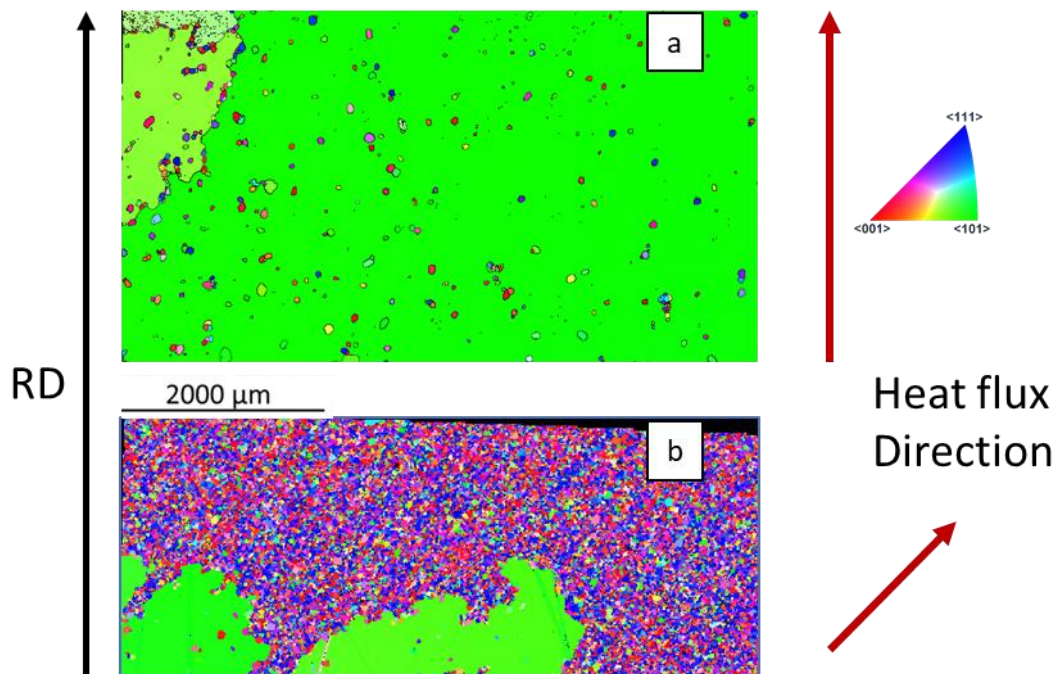 a
<111>
<001>
<101>
RD
2000 µm
Heat flux
Direction
b